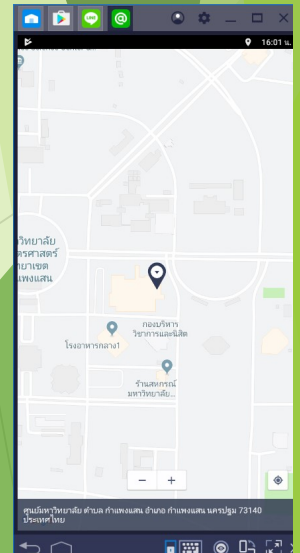 16:01 น.
วิทยาลัย
ตรศาสตร์
ทยาเขต
แพงแสน
กองบริหาร
วิชาการและนิสิต
โรงอาหารกลาง1
ร้านสหกรณ์
มหาวิทยาลัย...
ศูนย์มหาวิทยาลัย ตำบล กำแพงแสน อำเภอ กำแพงแสน นครปฐม 73140
ประเทศไทย